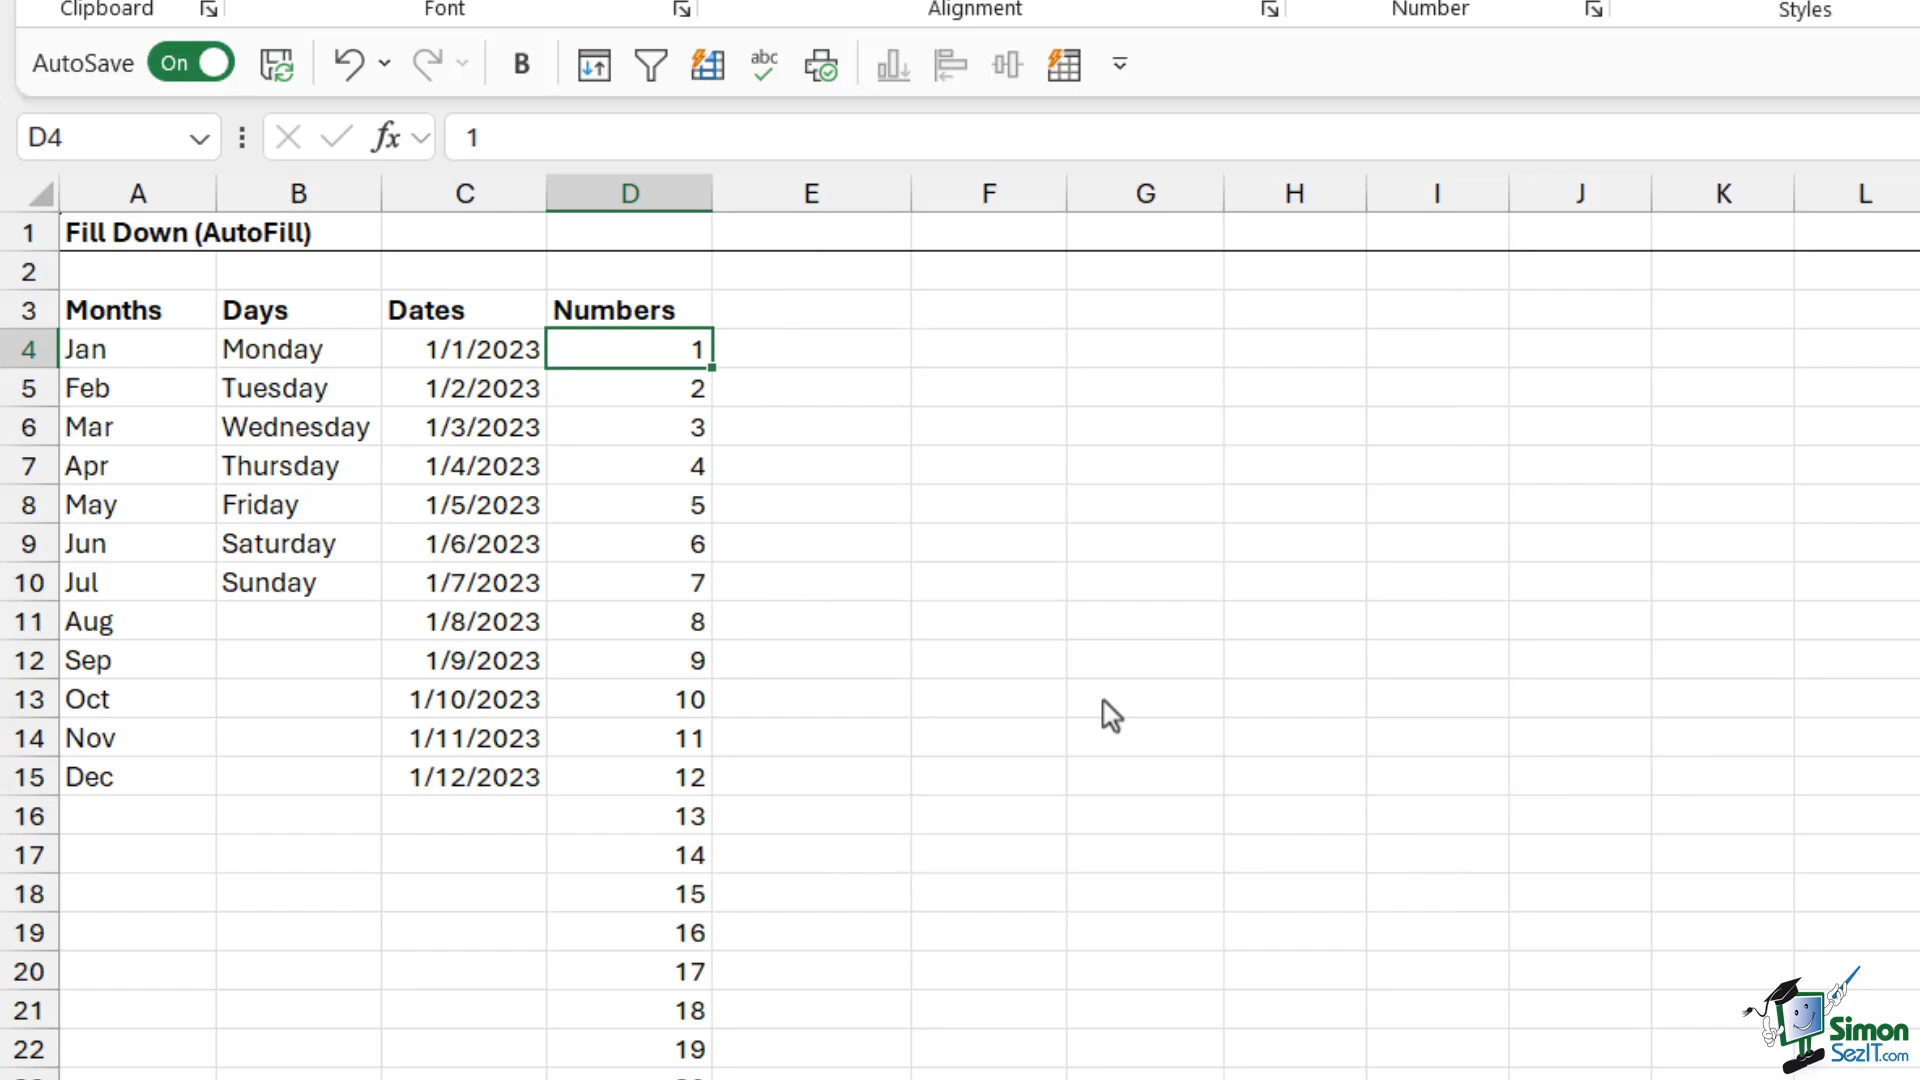 Clipboard Font Alignment Number Styles
AutoSave On B abc
D4 fx 1
A B C D E F G H I J K L
1 Fill Down (AutoFill)
2
3 Months Days Dates Numbers
4 Jan Monday 1/1/2023 1
5 Feb Tuesday 1/2/2023 2
6 Mar Wednesday 1/3/2023 3
7 Apr Thursday 1/4/2023 4
8 May Friday 1/5/2023 5
9 Jun Saturday 1/6/2023 6
10 Jul Sunday 1/7/2023 7
11 Aug 1/8/2023 8
12 Sep 1/9/2023 9
13 Oct 1/10/2023 10
14 Nov 1/11/2023 11
15 Dec 1/12/2023 12
16 13
17 14
18 15
19 16
20 17
21 18
22 19
Simon
SezIT.com